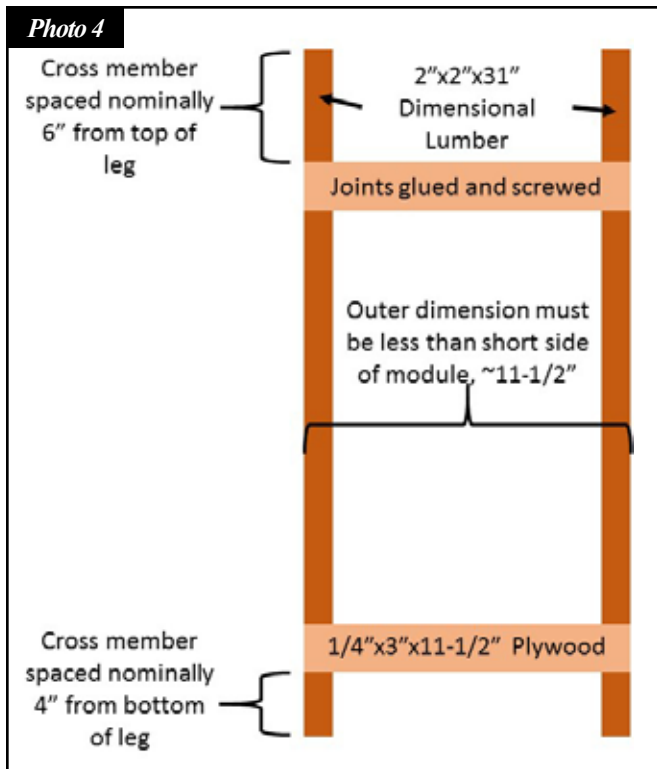 Photo 4
Cross member
spaced nominally
6” from top of
leg
2”x2”x31”
Dimensional
Lumber
Joints glued and screwed
Outer dimension must
be less than short side
of module, ~11-1/2”
Cross member
spaced nominally
4” from bottom
of leg
1/4”x3”x11-1/2” Plywood